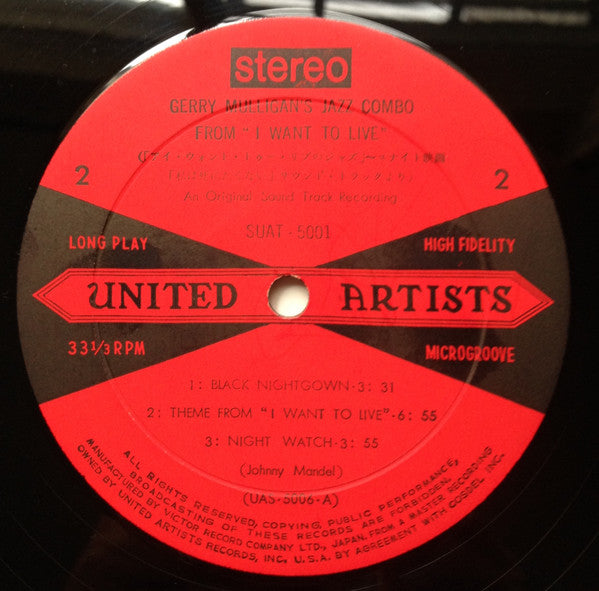 stereo
GERRY MULLIGAN'S JAZZ COMBO
FROM "I WANT TO LIVE"
An Original Sound Track Recording
2
2
SUAT-5001
LONG PLAY
HIGH FIDELITY
UNITED ARTISTS
33 1/3 RPM
MICROGROOVE
1: BLACK NIGHTGOWN-3: 31
2: THEME FROM "I WANT TO LIVE"-6: 55
3: NIGHT WATCH-3: 55
(Johnny Mandel)
(UAS-5006-A)
ALL RIGHTS RESERVED, COPYING, PUBLIC PERFORMANCE,
BROADCASTING OF THESE RECORDS ARE FORBIDDEN.
MANUFACTURED BY VICTOR RECORD COMPANY LTD., JAPAN. FROM A MASTER RECORDING
OWNED BY UNITED ARTISTS RECORDS, INC., U.S.A. BY AGREEMENT WITH COSDEL INC.